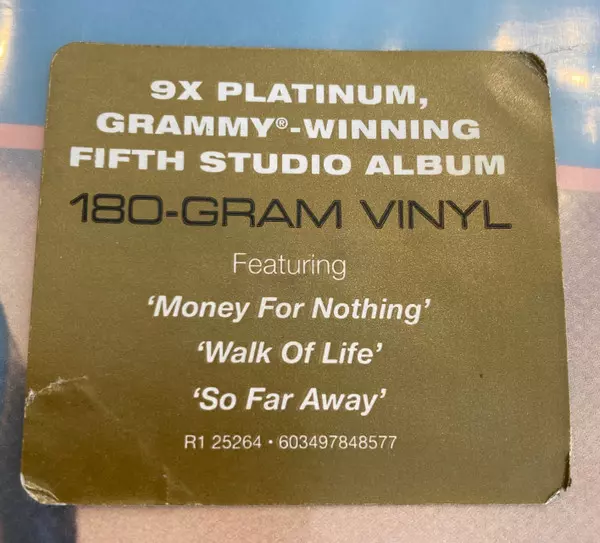 9X PLATINUM,
GRAMMY®-WINNING
FIFTH STUDIO ALBUM
180-GRAM VINYL
Featuring
‘Money For Nothing’
‘Walk Of Life’
‘So Far Away’
R1 25264 • 603497848577